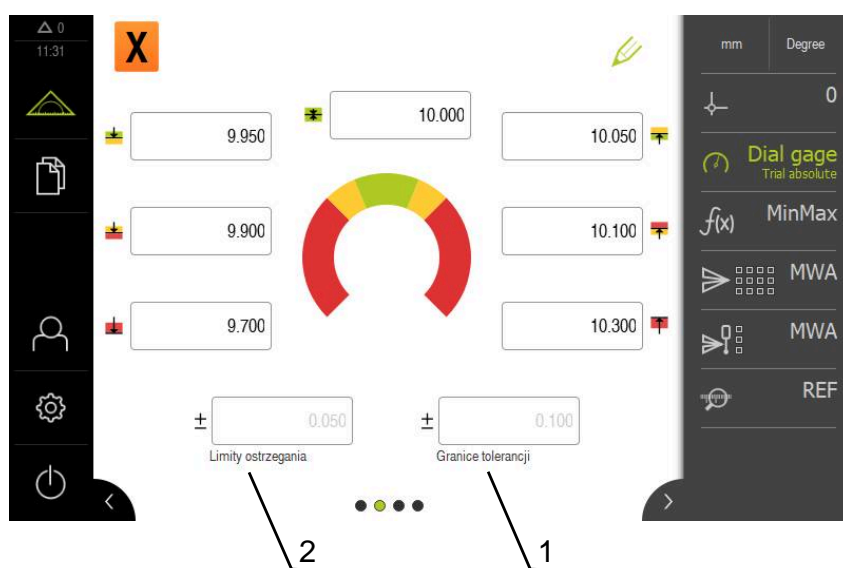 0
11:31
X
mm
Degree
0
Dial gage
Trial absolute
f(x)
MinMax
MWA
MWA
REF
10.000
9.950
10.050
9.900
10.100
9.700
10.300
± 0.050
± 0.100
Limity ostrzegania
Granice tolerancji
2
1